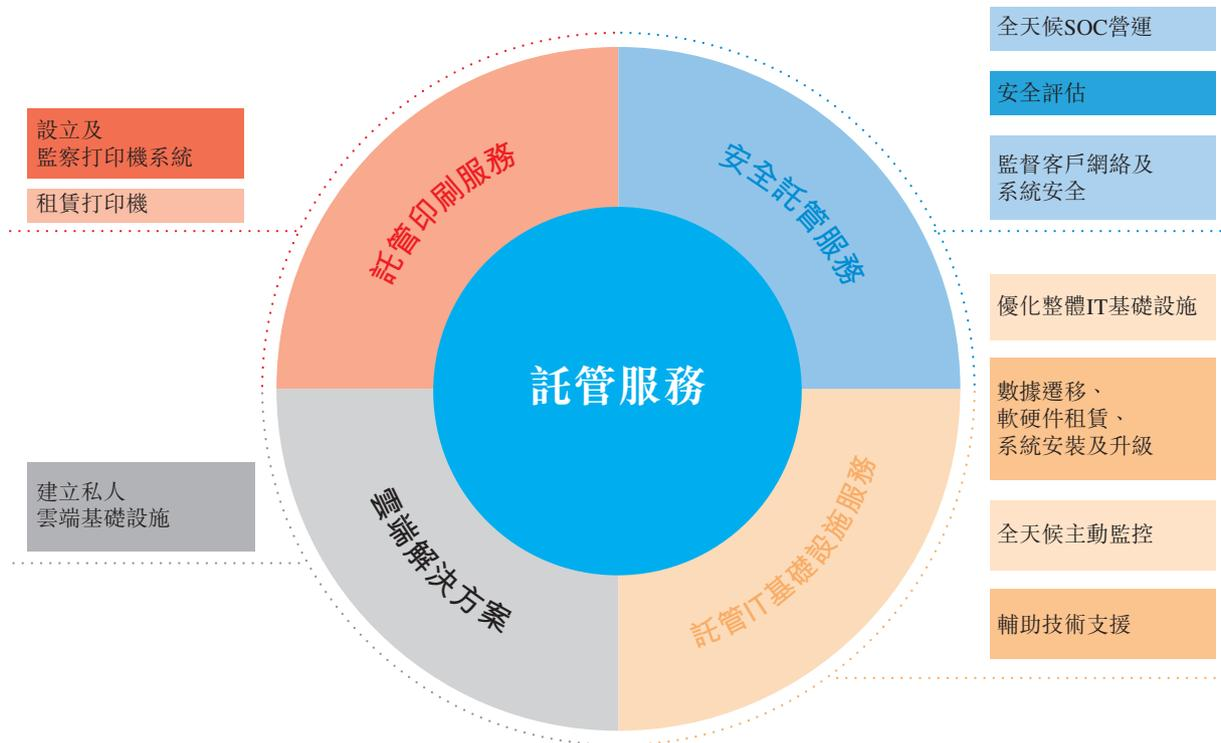 設立及
監察打印機系統
租賃打印機
建立私人
雲端基礎設施
託管印刷服務
安全託管服務
託管服務
雲端解決方案
託管IT基礎設施服務
全天候SOC營運
安全評估
監督客戶網絡及
系統安全
優化整體IT基礎設施
數據遷移、
軟硬件租賃、
系統安裝及升級
全天候主動監控
輔助技術支援